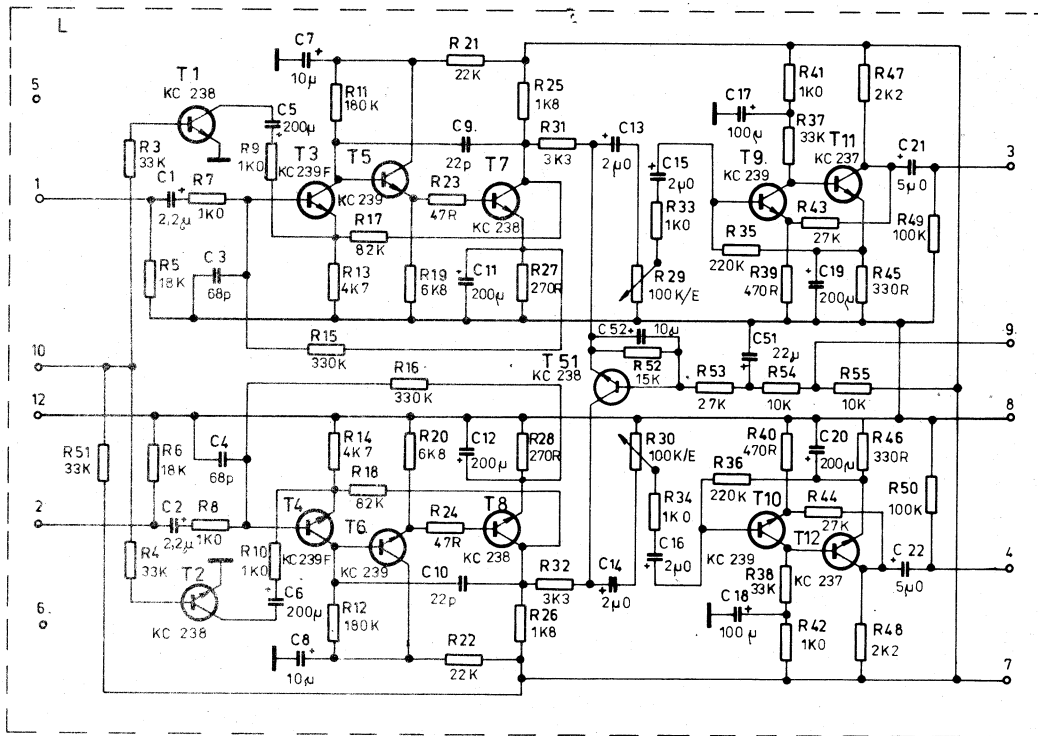 L
5
T1
KC 238
R3
33K
C5
200μ
R9
1K0
C7
10μ
R11
180K
R21
22K
R25
1K8
C9.
22p
R31
3K3
C13
2μ0
C15
2μ0
R33
1K0
C17
100μ
R41
1K0
R37
33K
T11
KC 237
R47
2K2
C21
5μ0
3
1
C1
2,2μ
R7
1K0
T3
KC239F
T5
KC 239
R23
47R
T7
KC 238
R17
82K
T9.
KC 239
R43
27K
R49
100K
R5
18K
C3
68p
R13
4K7
R19
6K8
C11
200μ
R27
270R
R29
100K/E
R35
220K
R39
470R
C19
200μ
R45
330R
R15
330K
C52
10μ
R52
15K
C51
22μ
9
10
R16
330K
T51
KC 238
R53
27K
R54
10K
R55
10K
12
8
R51
33K
R6
18K
C4
68p
R14
4K7
R20
6K8
C12
200μ
R28
270R
R30
100K/E
R40
470R
C20
200μ
R46
330R
R18
82K
R36
220K
R34
1K0
R50
100K
2
C2
2,2μ
R8
1K0
T4
KC239F
T6
KC 239
R24
47R
T8
KC 238
T10
KC 239
R44
27K
T12
KC 237
R4
33K
T2
KC 238
R10
1K0
C6
200μ
R12
180K
C10
22p
R32
3K3
C14
2μ0
C16
2μ0
R38
33K
C22
5μ0
4
6.
C8
10μ
R22
22K
R26
1K8
C18
100μ
R42
1K0
R48
2K2
7